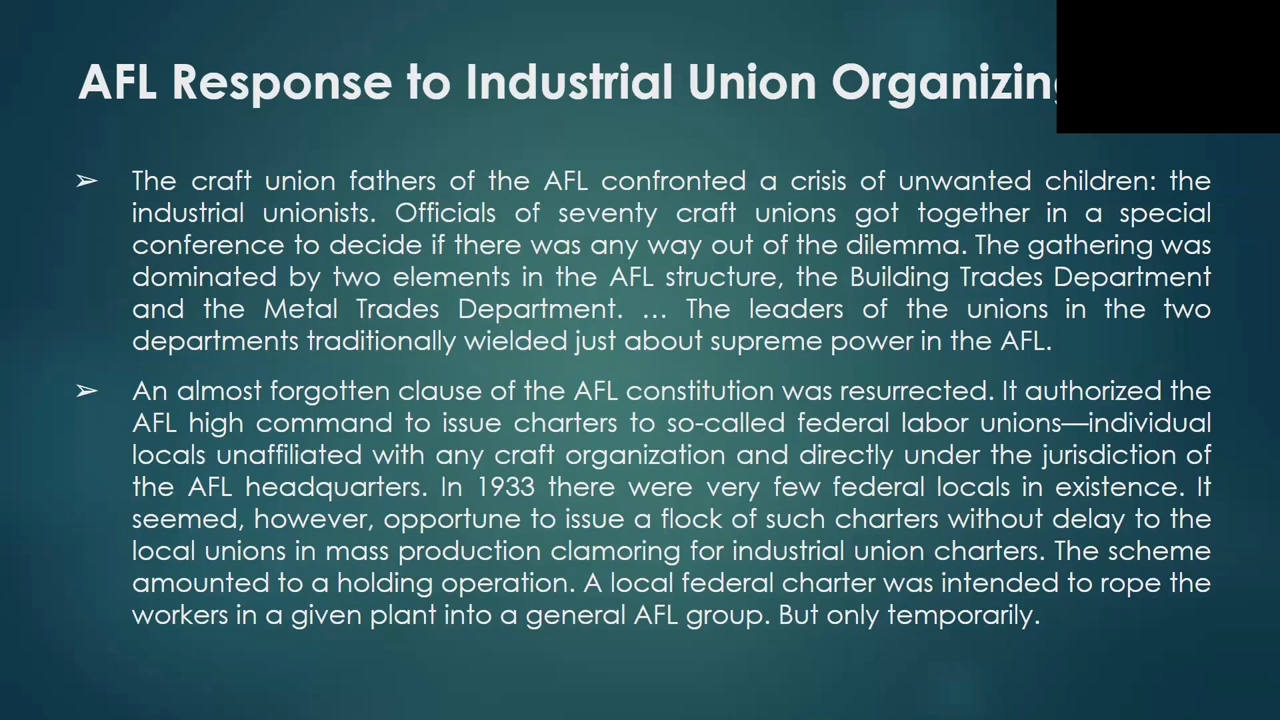 AFL Response to Industrial Union Organizing
➢ The craft union fathers of the AFL confronted a crisis of unwanted children: the
industrial unionists. Officials of seventy craft unions got together in a special
conference to decide if there was any way out of the dilemma. The gathering was
dominated by two elements in the AFL structure, the Building Trades Department
and the Metal Trades Department. … The leaders of the unions in the two
departments traditionally wielded just about supreme power in the AFL.
➢ An almost forgotten clause of the AFL constitution was resurrected. It authorized the
AFL high command to issue charters to so-called federal labor unions—individual
locals unaffiliated with any craft organization and directly under the jurisdiction of
the AFL headquarters. In 1933 there were very few federal locals in existence. It
seemed, however, opportune to issue a flock of such charters without delay to the
local unions in mass production clamoring for industrial union charters. The scheme
amounted to a holding operation. A local federal charter was intended to rope the
workers in a given plant into a general AFL group. But only temporarily.